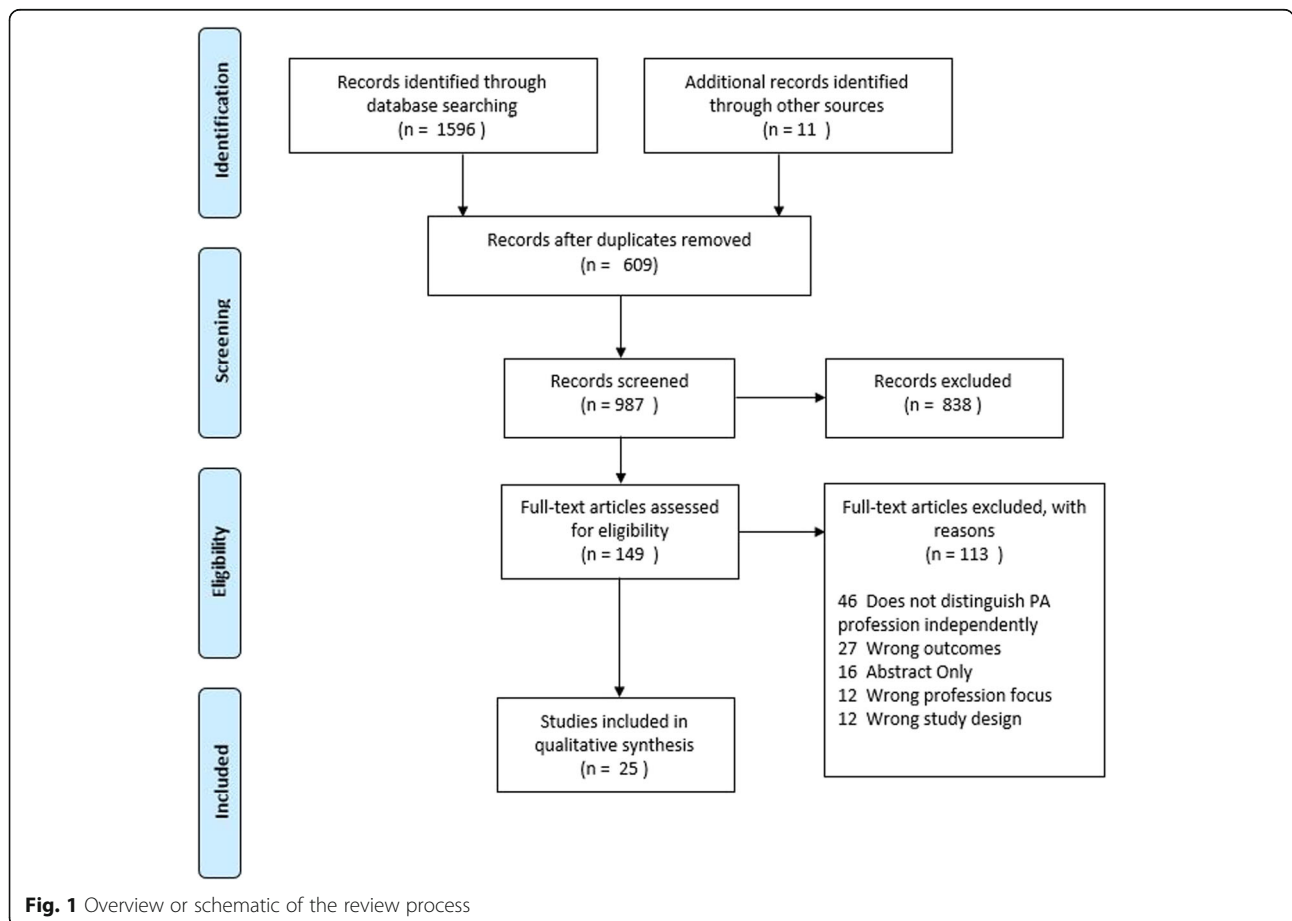 Identification
Records identified through
database searching
(n = 1596 )
Additional records identified
through other sources
(n = 11 )
Records after duplicates removed
(n = 609)
Screening
Records screened
(n = 987 )
Records excluded
(n = 838 )
Eligibility
Full-text articles assessed
for eligibility
(n = 149 )
Full-text articles excluded, with
reasons
(n = 113 )
46 Does not distinguish PA
profession independently
27 Wrong outcomes
16 Abstract Only
12 Wrong profession focus
12 Wrong study design
Included
Studies included in
qualitative synthesis
(n = 25 )
Fig. 1 Overview or schematic of the review process